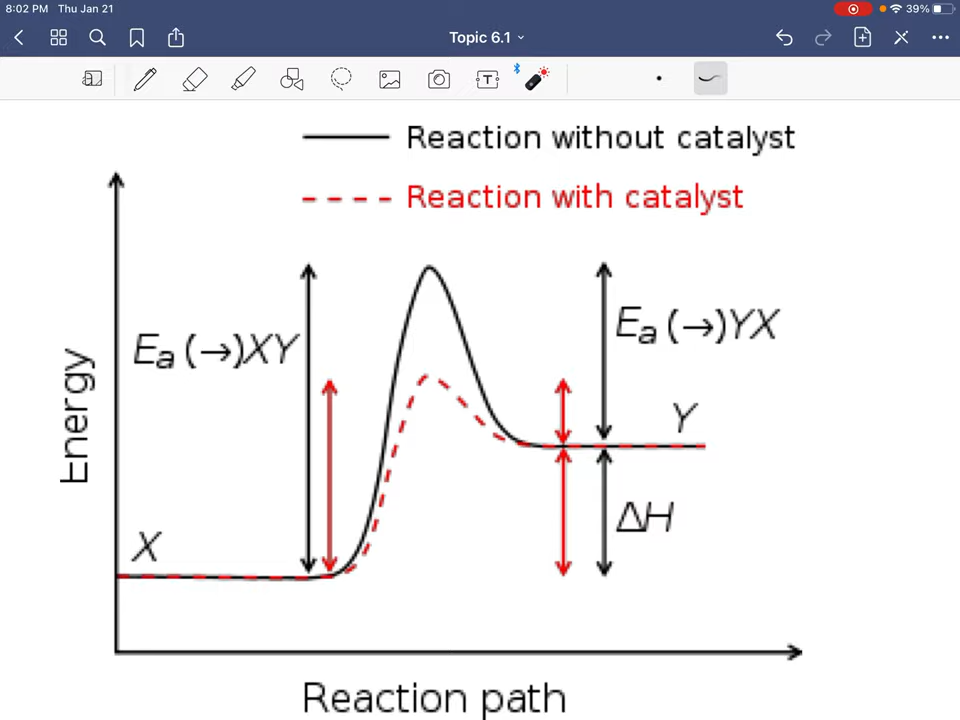 8:02 PM Thu Jan 21
39%
Topic 6.1
T
Reaction without catalyst
Reaction with catalyst
Ea (→)XY
Ea (→)YX
Energy
Y
X
ΔH
Reaction path